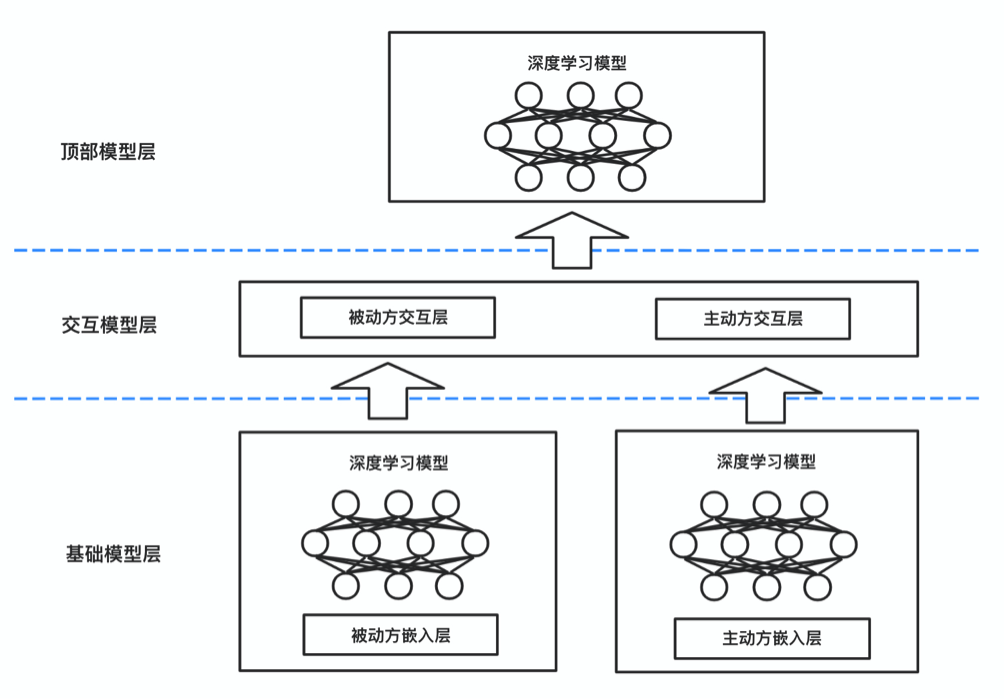 深度学习模型
顶部模型层
交互模型层
被动方交互层
主动方交互层
深度学习模型
深度学习模型
基础模型层
被动方嵌入层
主动方嵌入层